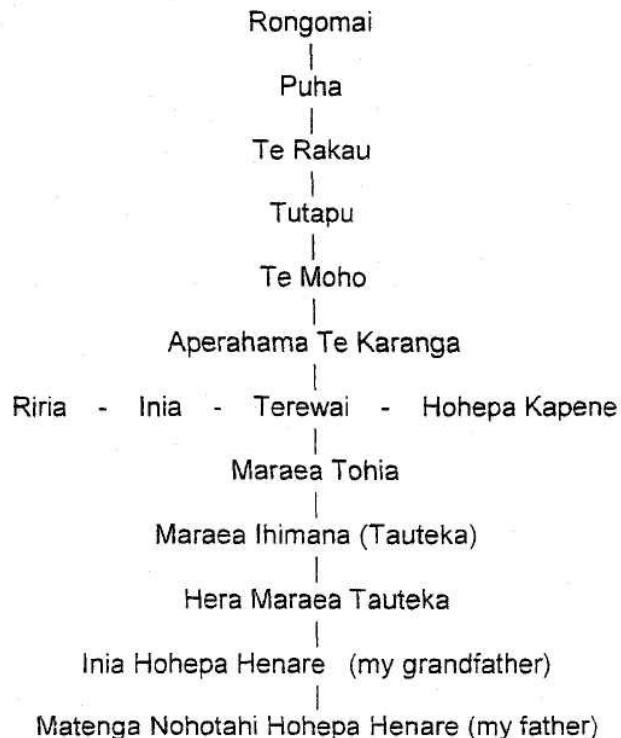 Rongomai
Puha
Te Rakau
Tutapu
Te Moho
Aperahama Te Karanga
Riria - Inia - Terewai - Hohepa Kapene
Maraea Tohia
Maraea Ihimana (Tauteka)
Hera Maraea Tauteka
Inia Hohepa Henare (my grandfather)
Matenga Nohotahi Hohepa Henare (my father)